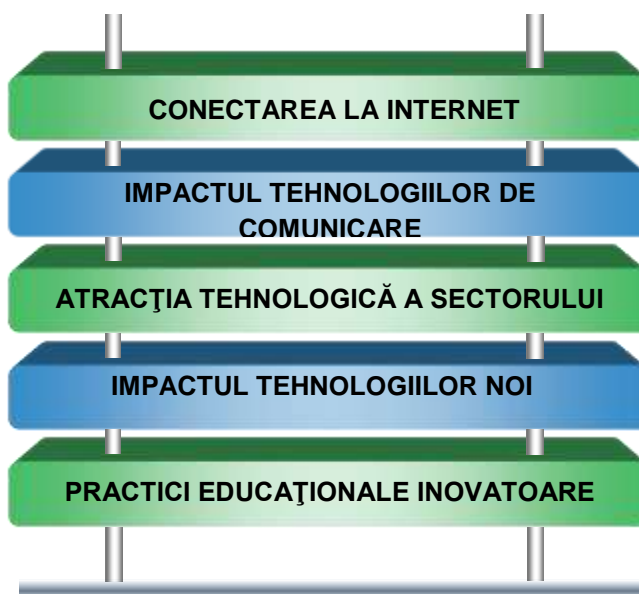 CONECTAREA LA INTERNET
IMPACTUL TEHNOLOGIILOR DE
COMUNICARE
ATRACŢIA TEHNOLOGICĂ A SECTORULUI
IMPACTUL TEHNOLOGIILOR NOI
PRACTICI EDUCAŢIONALE INOVATOARE